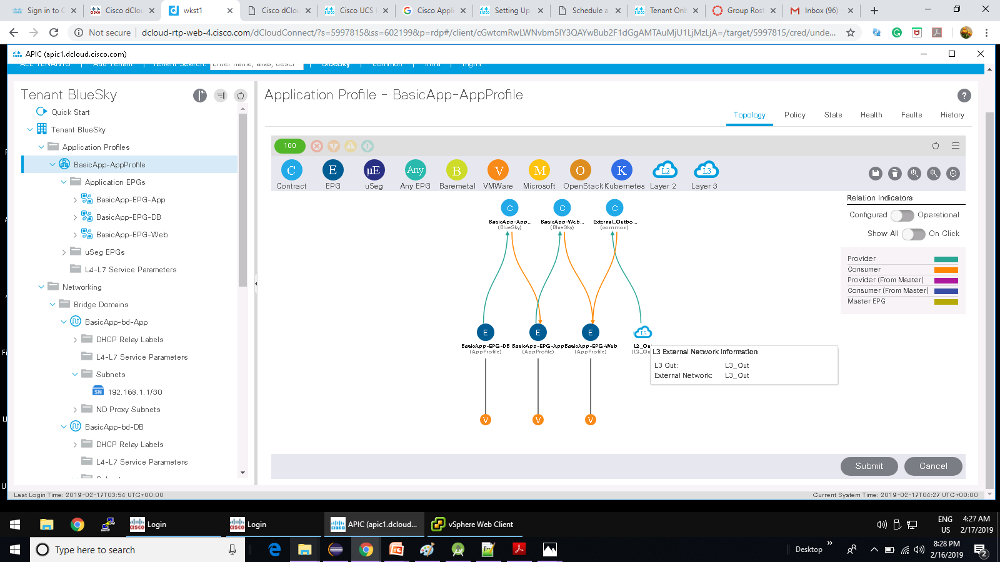 Sign in to C
Cisco dClou
wkst1
Cisco dClou
Cisco UCS
Cisco Appli
Setting Up
Schedule a
Tenant Onb
Group Rost
Inbox (96) -
Not secure | dcloud-rtp-web-4.cisco.com/dCloudConnect/?s=5997815&ss=602199&p=rdp#/client/cGwtcmRwLWNvbm5lY3QAYwBub2F1dGgAMTAuMjU1LjMzLjA=/target/5997815/cred/unde...
APIC (apic1.dcloud.cisco.com)
ALL TENANTS | Add Tenant | Tenant Search: Enter name, alias, descr | BlueSky | common | infra | mgmt
Tenant BlueSky
Quick Start
Tenant BlueSky
Application Profiles
BasicApp-AppProfile
Application EPGs
BasicApp-EPG-App
BasicApp-EPG-DB
BasicApp-EPG-Web
uSeg EPGs
L4-L7 Service Parameters
Networking
Bridge Domains
BasicApp-bd-App
DHCP Relay Labels
L4-L7 Service Parameters
Subnets
SN 192.168.1.1/30
ND Proxy Subnets
BasicApp-bd-DB
DHCP Relay Labels
L4-L7 Service Parameters
Application Profile - BasicApp-AppProfile
?
Topology Policy Stats Health Faults History
100
C E µE Any B V M O K L2 L3
Contract EPG uSeg Any EPG Baremetal VMWare Microsoft OpenStack Kubernetes Layer 2 Layer 3
Relation Indicators
Configured Operational
Show All On Click
Provider
Consumer
Provider (From Master)
Consumer (From Master)
Master EPG
C C C
BasicApp-App... BasicApp-Web... External_Outbo...
(BlueSky) (BlueSky) (common)
E E E L3
BasicApp-EPG-DB BasicApp-EPG-App BasicApp-EPG-Web
(AppProfile) (AppProfile) (AppProfile)
L3 External Network Information
L3 Out: L3_Out
External Network: L3_Out
V V V
Submit Cancel
Last Login Time: 2019-02-17T03:54 UTC+00:00
Current System Time: 2019-02-17T04:27 UTC+00:00
Login
Login
APIC (apic1.dcloud...
vSphere Web Client
ENG
US
4:27 AM
2/17/2019
Type here to search
Desktop
8:28 PM
2/16/2019
2